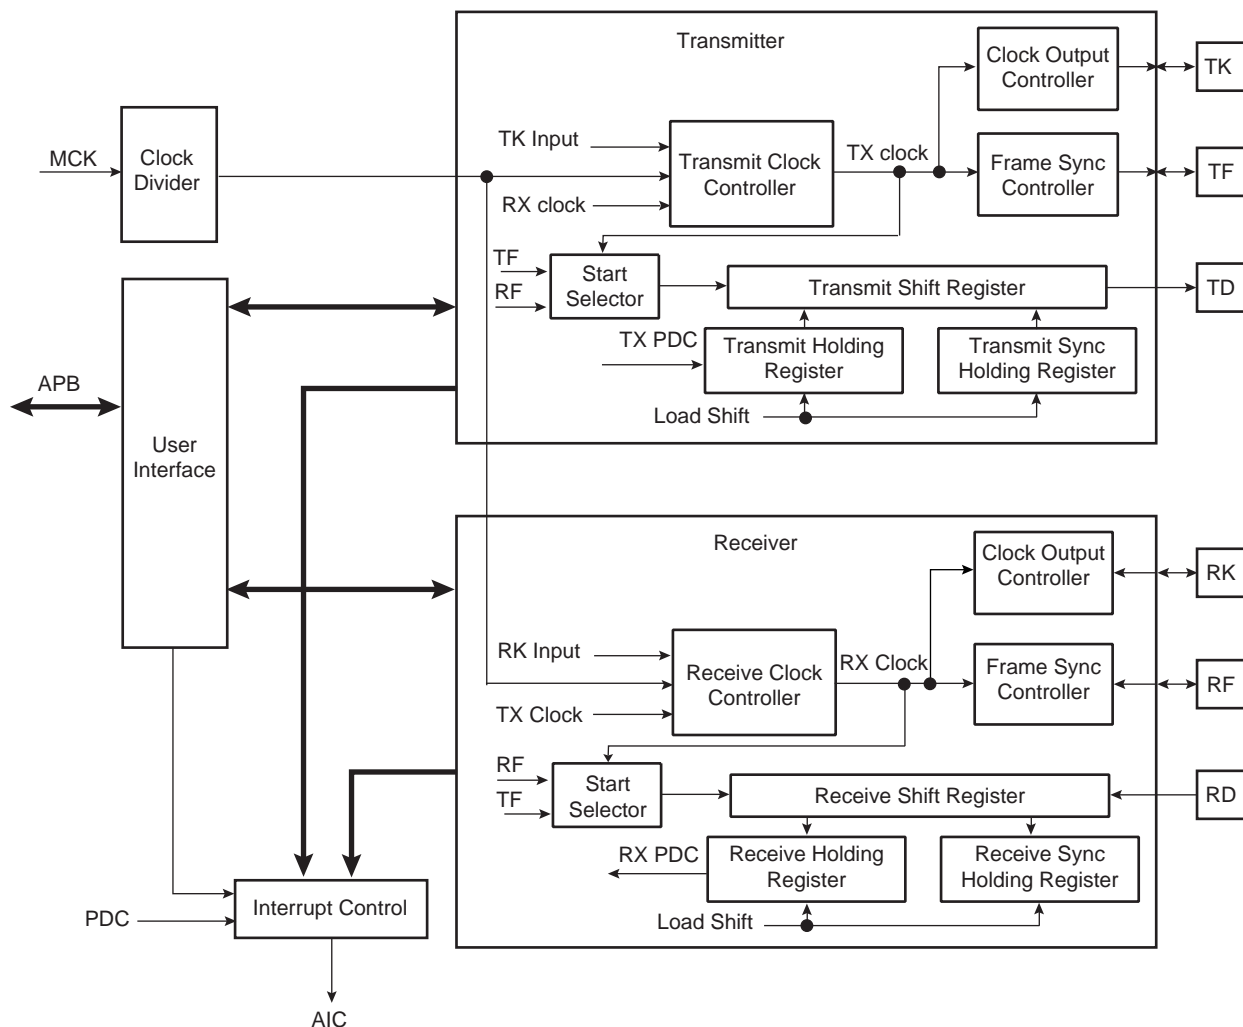 Transmitter
Clock Output
Controller
TK
MCK
Clock
Divider
TK Input
Transmit Clock
Controller
TX clock
Frame Sync
Controller
TF
RX clock
TF
RF
Start
Selector
Transmit Shift Register
TD
TX PDC
Transmit Holding
Register
Transmit Sync
Holding Register
Load Shift
APB
User
Interface
Receiver
Clock Output
Controller
RK
RK Input
Receive Clock
Controller
RX Clock
Frame Sync
Controller
RF
TX Clock
RF
TF
Start
Selector
Receive Shift Register
RD
RX PDC
Receive Holding
Register
Receive Sync
Holding Register
Load Shift
PDC
Interrupt Control
AIC